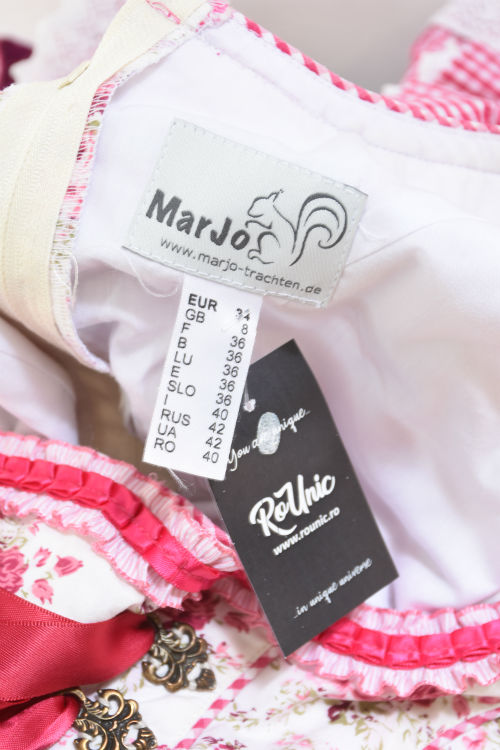 MarJo
www.marjo-trachten.de
EUR 34
GB 8
F 36
B 36
LU 36
E 36
SLO 36
I 40
RUS 42
UA 42
RO 40
You are unique...
RoUnic
www.rounic.ro
...in unique universe